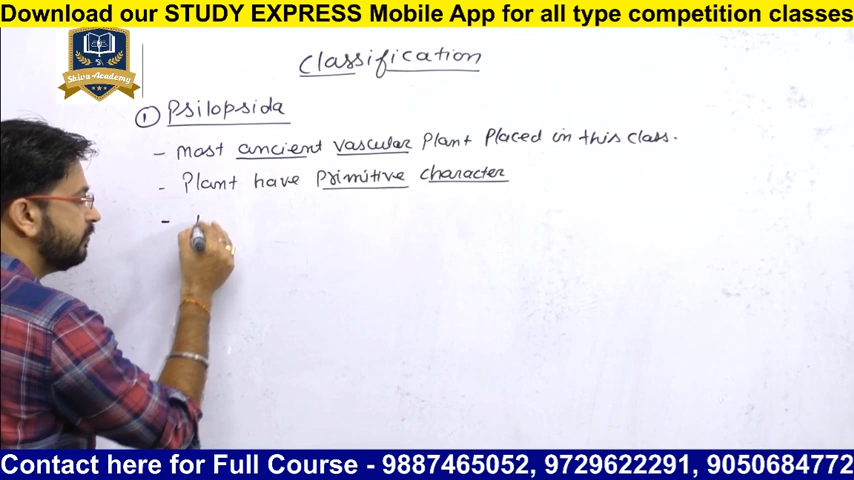 Download our STUDY EXPRESS Mobile App for all type competition classes
Shiva Academy
Classification
① Psilopsida
- Most ancient vascular Plant Placed in this class.
- Plant have Primitive character
-
Contact here for Full Course - 9887465052, 9729622291, 9050684772